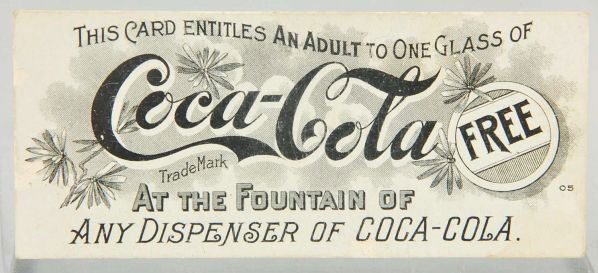 THIS CARD ENTITLES AN ADULT TO ONE GLASS OF
Coca-Cola
FREE
Trade Mark
C5
AT THE FOUNTAIN OF
ANY DISPENSER OF COCA-COLA.